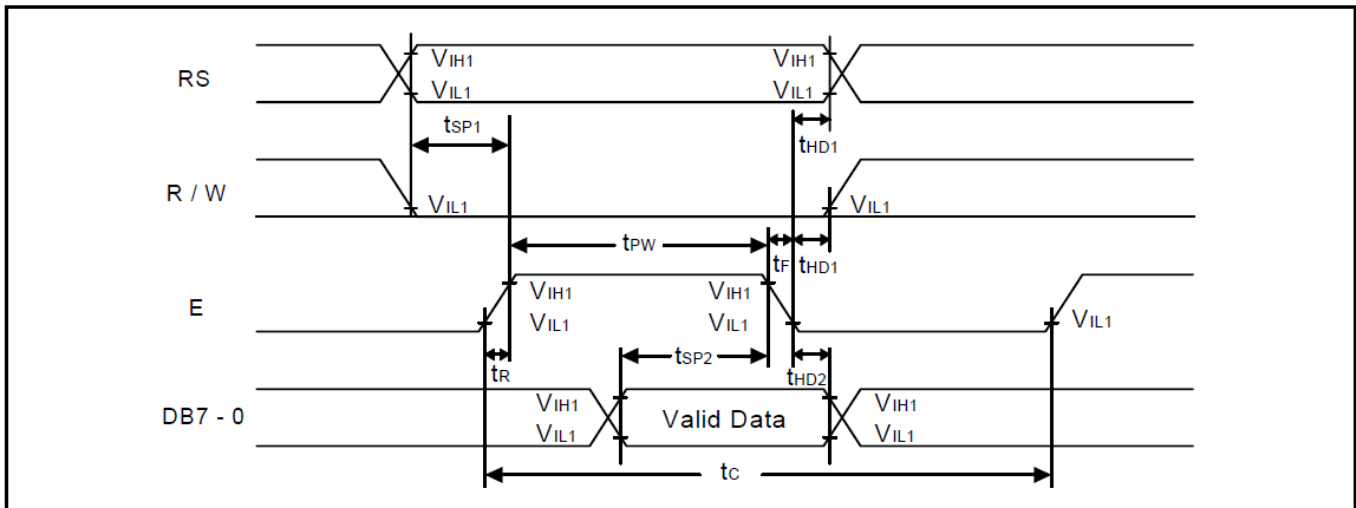 VIH1 VIH1
RS
VIL1 VIL1
tSP1
tHD1
R / W
VIL1 VIL1
tPW
tF tHD1
E
VIH1 VIH1
VIL1 VIL1 VIL1
tSP2
tR tHD2
VIH1 VIH1
DB7 - 0 Valid Data
VIL1 VIL1
tC